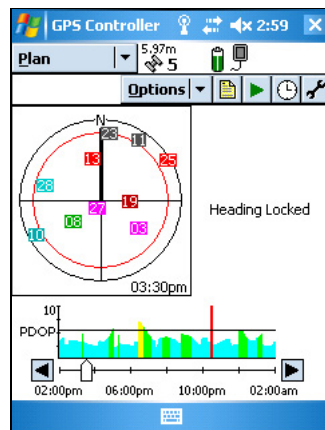 GPS Controller 2:59
Plan 5.97m
5
Options
N
23 11
13 25
28
27 19
08 03
10
Heading Locked
03:30pm
10
PDOP
02:00pm 06:00pm 10:00pm 02:00am